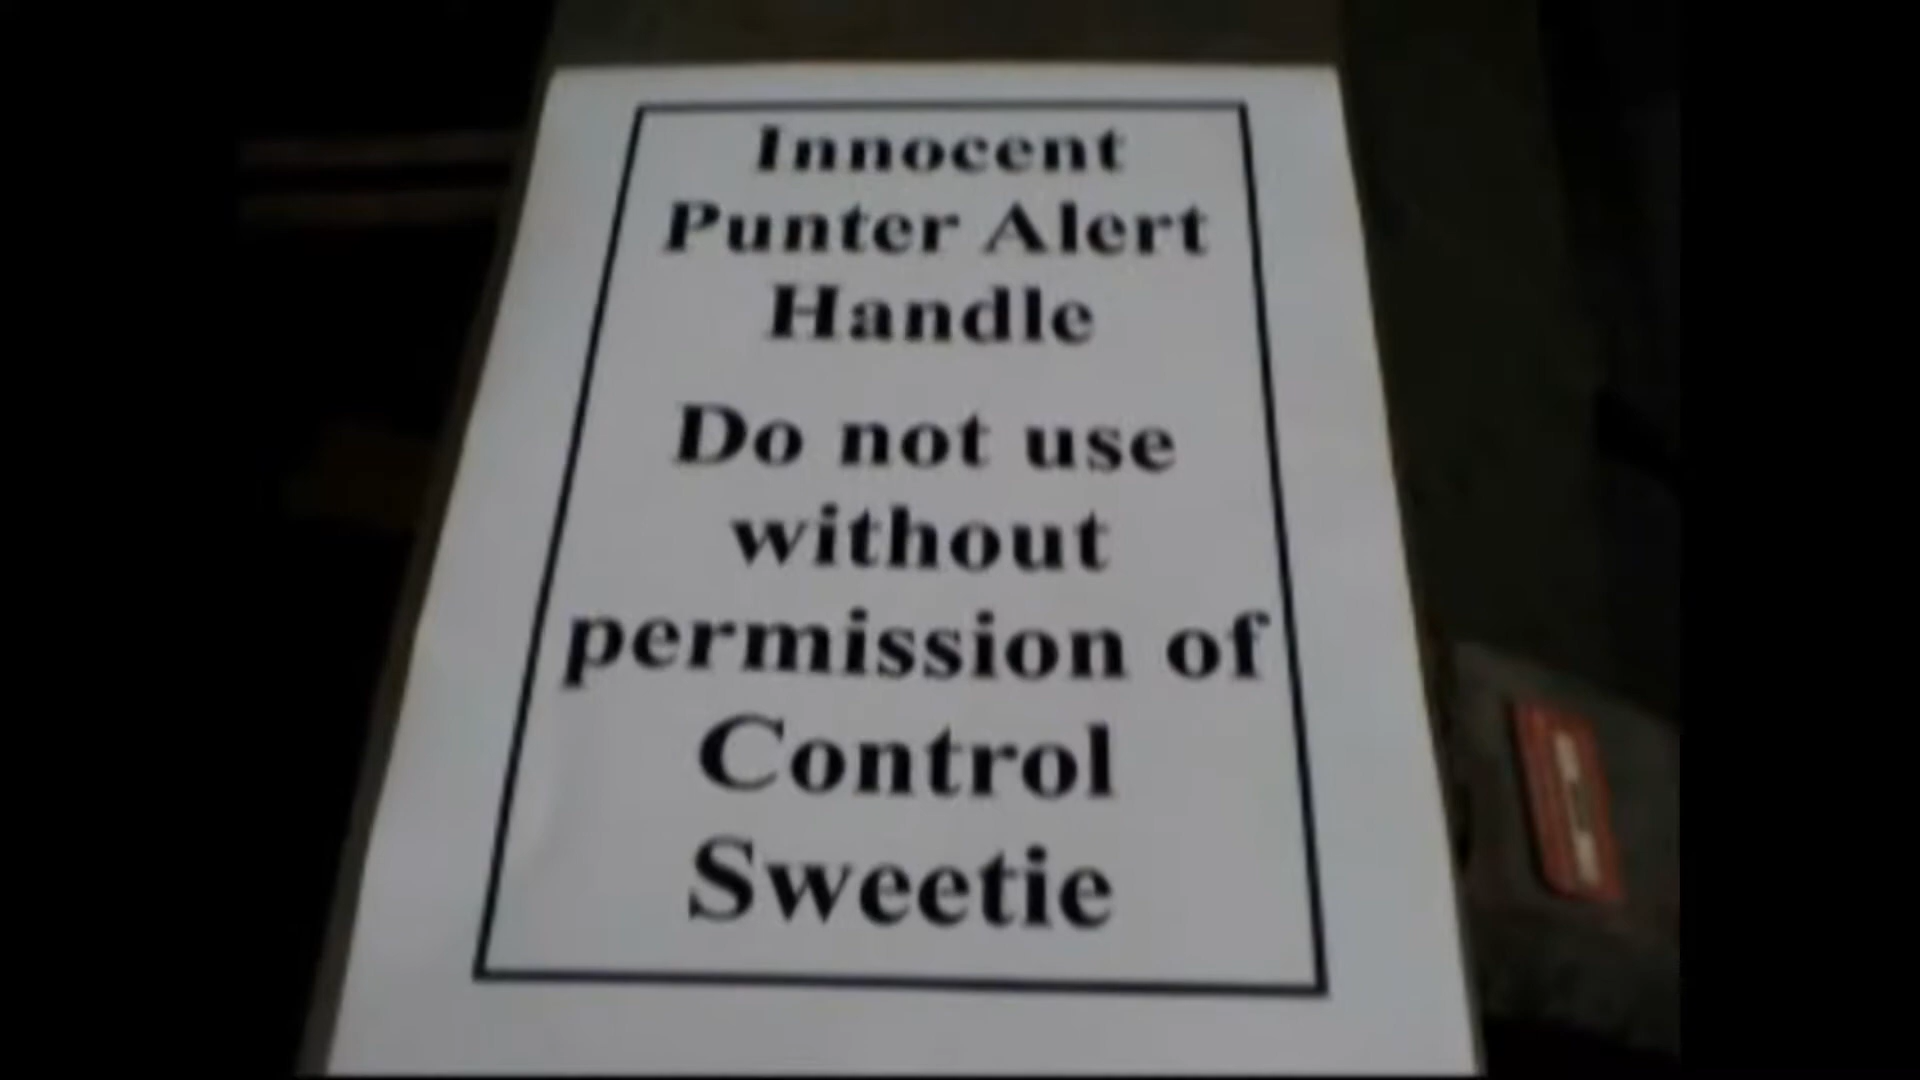 Innocent
Punter Alert
Handle
Do not use
without
permission of
Control
Sweetie